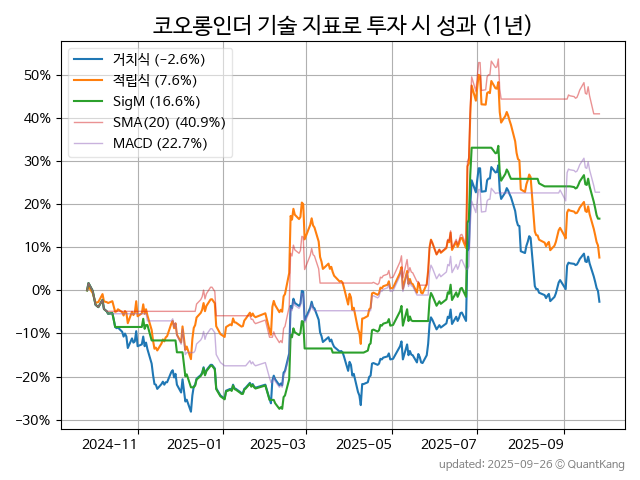 코오롱인더 기술 지표로 투자 시 성과 (1년)
거치식 (−2.6%)
적립식 (7.6%)
SigM (16.6%)
SMA(20) (40.9%)
MACD (22.7%)
50%
40%
30%
20%
10%
0%
−10%
−20%
−30%
2024-11 2025-01 2025-03 2025-05 2025-07 2025-09
updated: 2025-09-26 © QuantKang